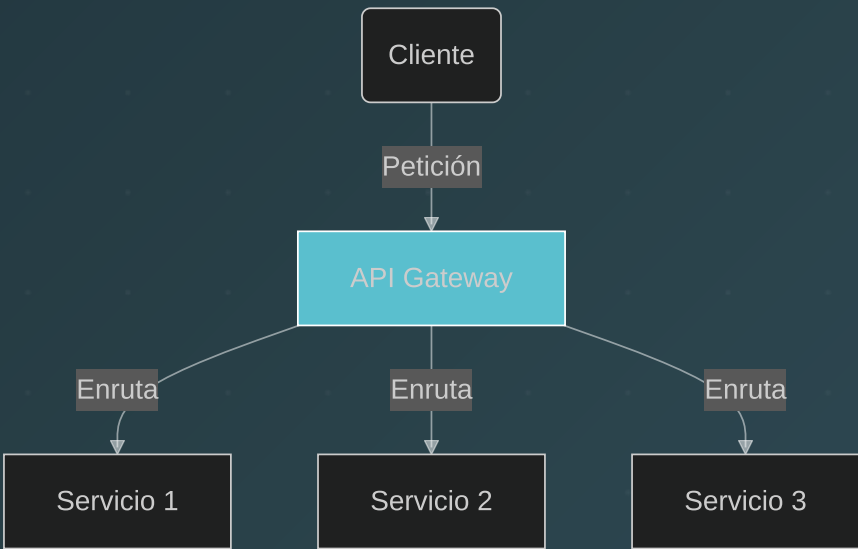 Cliente
Petición
API Gateway
Enruta
Enruta
Enruta
Servicio 1
Servicio 2
Servicio 3